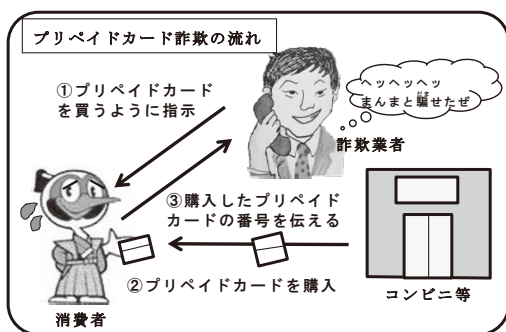 プリペイドカード詐欺の流れ
①プリペイドカード
を買うように指示
ヘッヘッヘッ
まんまと騙せたぜ
だま
詐欺業者
③購入したプリペイド
カードの番号を伝える
②プリペイドカードを購入
消費者
コンビニ等